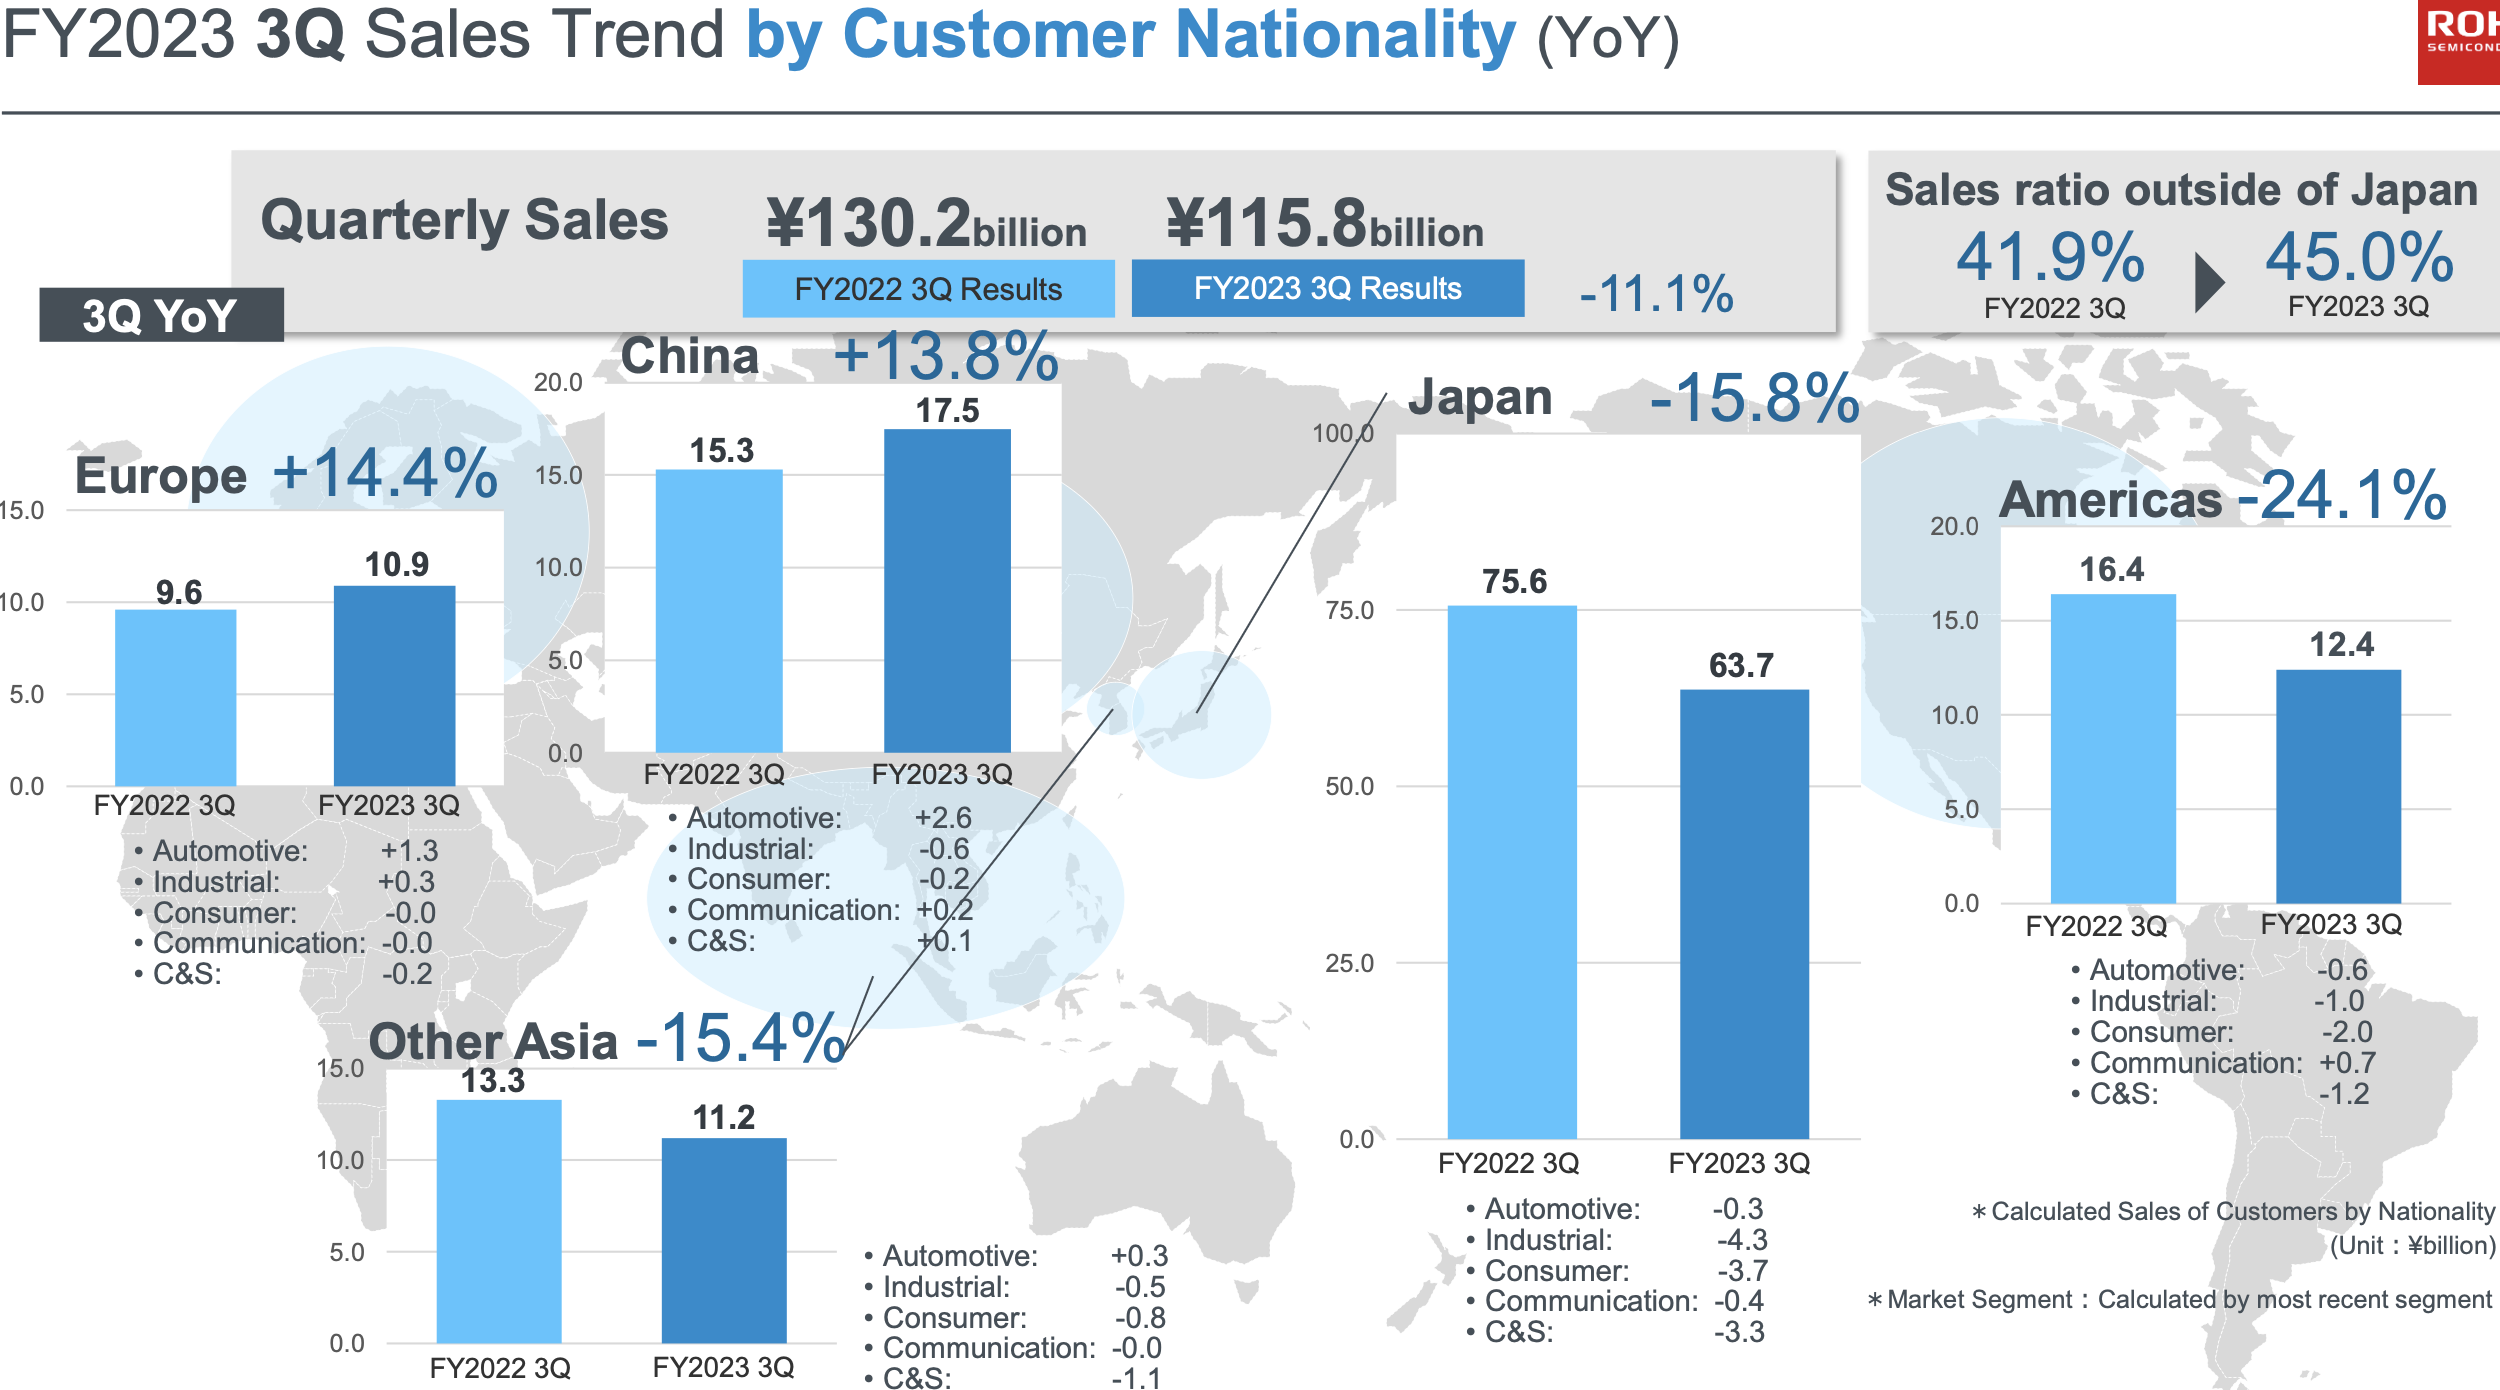 FY2023 3Q Sales Trend by Customer Nationality (YoY)
ROH
SEMICOND
Quarterly Sales
¥130.2billion
FY2022 3Q Results
¥115.8billion
FY2023 3Q Results
-11.1%
Sales ratio outside of Japan
41.9%
FY2022 3Q
45.0%
FY2023 3Q
3Q YoY
Europe +14.4%
15.0
10.0
5.0
0.0
9.6
10.9
FY2022 3Q
FY2023 3Q
• Automotive: +1.3
• Industrial: +0.3
• Consumer: -0.0
• Communication: -0.0
• C&S: -0.2
China +13.8%
20.0
15.0
10.0
5.0
0.0
15.3
17.5
FY2022 3Q
FY2023 3Q
• Automotive: +2.6
• Industrial: -0.6
• Consumer: -0.2
• Communication: +0.2
• C&S: +0.1
Other Asia -15.4%
15.0
10.0
5.0
0.0
13.3
11.2
FY2022 3Q
FY2023 3Q
• Automotive: +0.3
• Industrial: -0.5
• Consumer: -0.8
• Communication: -0.0
• C&S: -1.1
Japan -15.8%
100.0
75.0
50.0
25.0
0.0
75.6
63.7
FY2022 3Q
FY2023 3Q
• Automotive: -0.3
• Industrial: -4.3
• Consumer: -3.7
• Communication: -0.4
• C&S: -3.3
Americas -24.1%
20.0
15.0
10.0
5.0
0.0
16.4
12.4
FY2022 3Q
FY2023 3Q
• Automotive: -0.6
• Industrial: -1.0
• Consumer: -2.0
• Communication: +0.7
• C&S: -1.2
＊Calculated Sales of Customers by Nationality
(Unit：¥billion)
＊Market Segment：Calculated by most recent segment